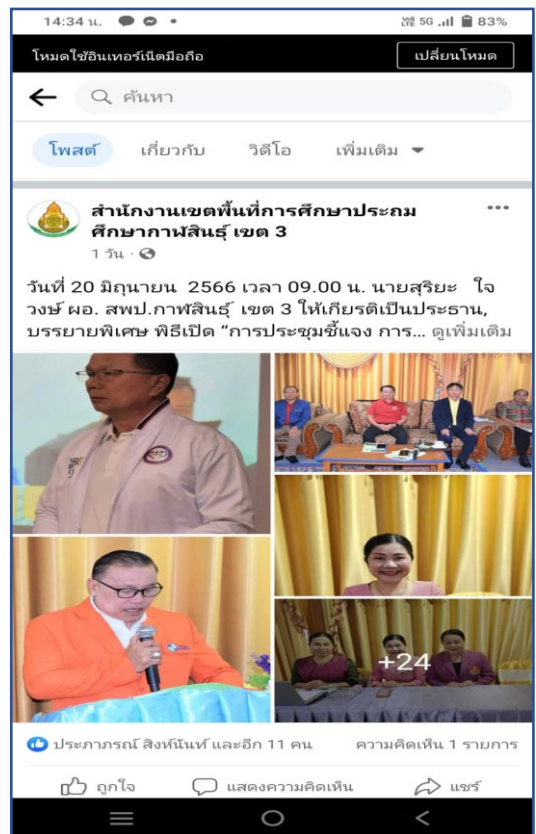 14:34 น.
5G 83%
โหมดใช้อินเทอร์เน็ตมือถือ
เปลี่ยนโหมด
ค้นหา
โพสต์ เกี่ยวกับ วิดีโอ เพิ่มเติม
สำนักงานเขตพื้นที่การศึกษาประถม
ศึกษากาฬสินธุ์ เขต 3
1 วัน ·
วันที่ 20 มิถุนายน 2566 เวลา 09.00 น. นายสุริยะ ใจ
วงษ์ ผอ. สพป.กาฬสินธุ์ เขต 3 ให้เกียรติเป็นประธาน,
บรรยายพิเศษ พิธีเปิด “การประชุมชี้แจง การ... ดูเพิ่มเติม
+24
ประภาภรณ์ สิงห์นันท์ และอีก 11 คน ความคิดเห็น 1 รายการ
ถูกใจ แสดงความคิดเห็น แชร์